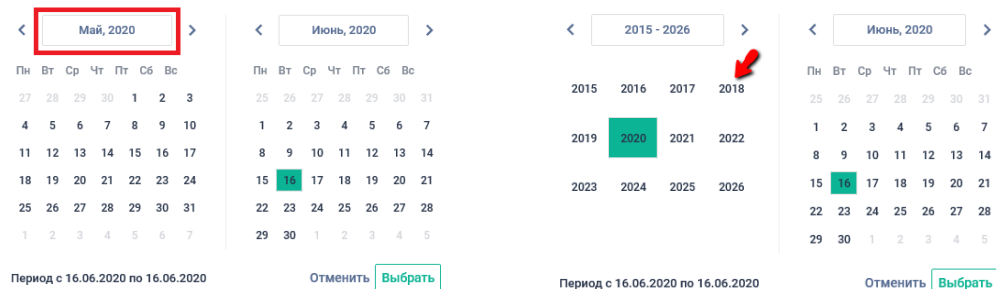 Май, 2020
Пн Вт Ср Чт Пт Сб Вс
27 28 29 30 1 2 3
4 5 6 7 8 9 10
11 12 13 14 15 16 17
18 19 20 21 22 23 24
25 26 27 28 29 30 31
1 2 3 4 5 6 7
Июнь, 2020
Пн Вт Ср Чт Пт Сб Вс
25 26 27 28 29 30 31
1 2 3 4 5 6 7
8 9 10 11 12 13 14
15 16 17 18 19 20 21
22 23 24 25 26 27 28
29 30 1 2 3 4 5
Период с 16.06.2020 по 16.06.2020
Отменить Выбрать
2015 - 2026
2015 2016 2017 2018
2019 2020 2021 2022
2023 2024 2025 2026
Июнь, 2020
Пн Вт Ср Чт Пт Сб Вс
25 26 27 28 29 30 31
1 2 3 4 5 6 7
8 9 10 11 12 13 14
15 16 17 18 19 20 21
22 23 24 25 26 27 28
29 30 1 2 3 4 5
Период с 16.06.2020 по 16.06.2020
Отменить Выбрать